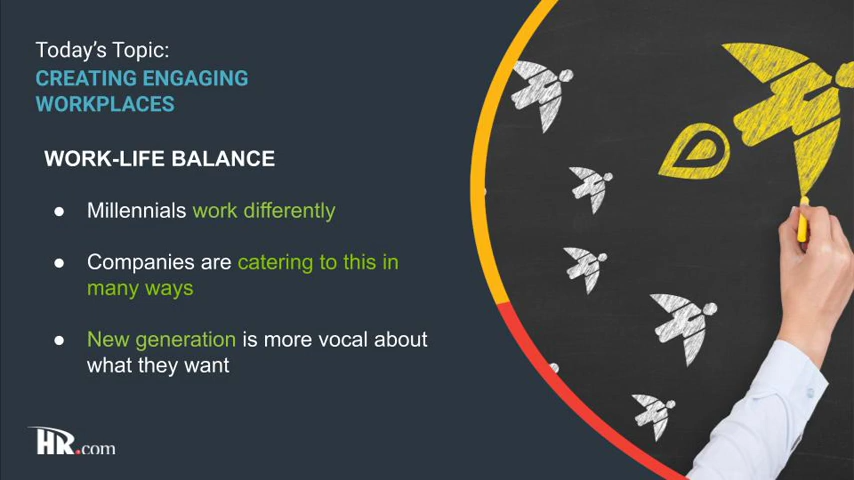 Today's Topic:
CREATING ENGAGING
WORKPLACES
WORK-LIFE BALANCE
● Millennials work differently
● Companies are catering to this in
many ways
● New generation is more vocal about
what they want
HR.com